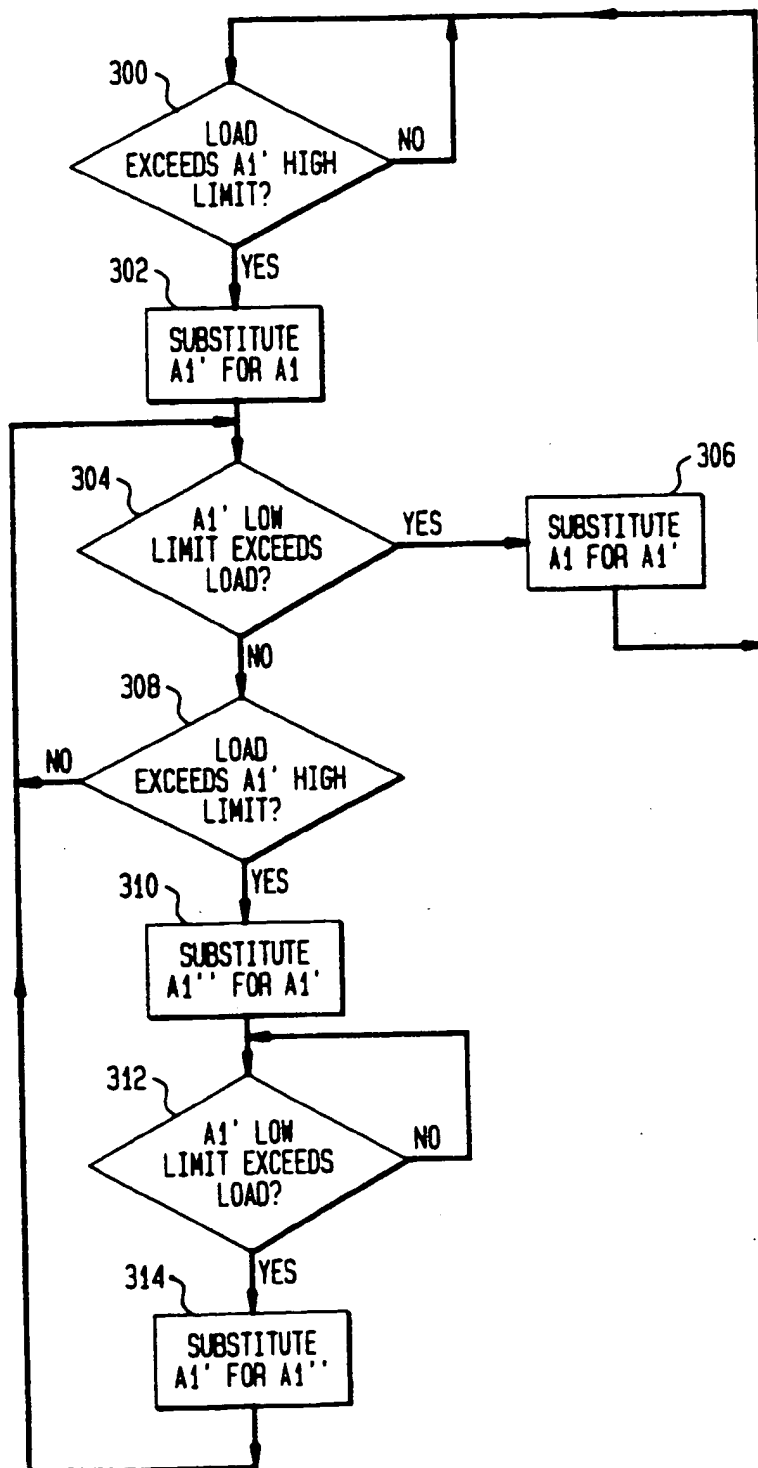 300
LOAD
EXCEEDS A1' HIGH
LIMIT?
NO
YES
302
SUBSTITUTE
A1' FOR A1
304
A1' LOW
LIMIT EXCEEDS
LOAD?
YES
306
SUBSTITUTE
A1 FOR A1'
NO
308
LOAD
EXCEEDS A1' HIGH
LIMIT?
NO
YES
310
SUBSTITUTE
A1'' FOR A1'
312
A1' LOW
LIMIT EXCEEDS
LOAD?
NO
YES
314
SUBSTITUTE
A1' FOR A1''